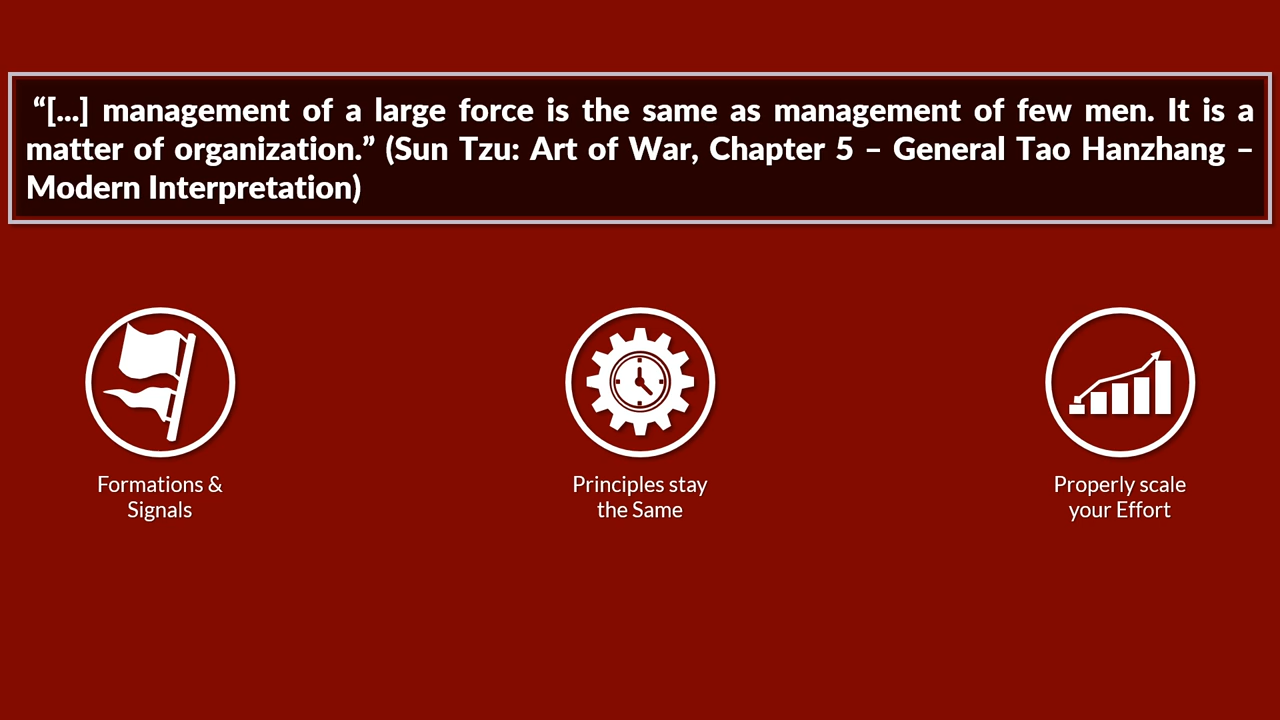 “[...] management of a large force is the same as management of few men. It is a
matter of organization.” (Sun Tzu: Art of War, Chapter 5 – General Tao Hanzhang –
Modern Interpretation)
Formations &
Signals
Principles stay
the Same
Properly scale
your Effort